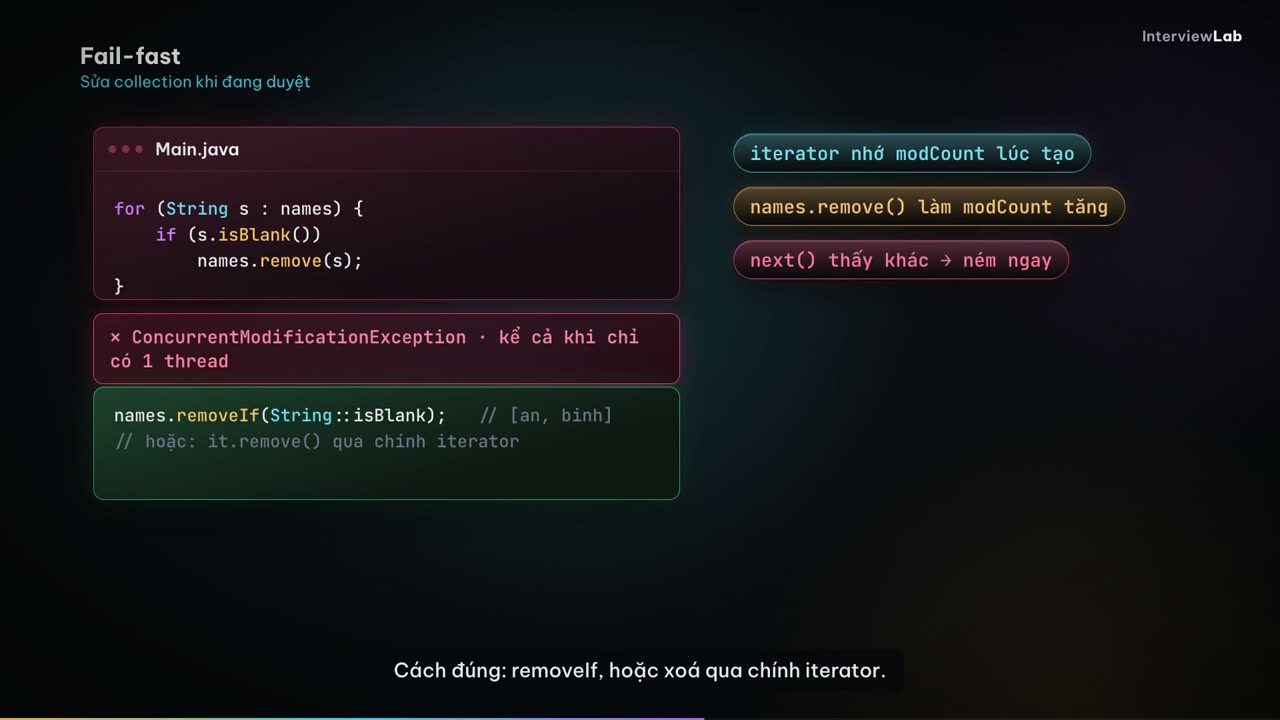 InterviewLab
Fail-fast
Sửa collection khi đang duyệt
Main.java
for (String s : names) {
    if (s.isBlank())
        names.remove(s);
}
× ConcurrentModificationException · kể cả khi chỉ
có 1 thread
names.removeIf(String::isBlank);   // [an, binh]
// hoặc: it.remove() qua chính iterator
iterator nhớ modCount lúc tạo
names.remove() làm modCount tăng
next() thấy khác → ném ngay
Cách đúng: removeIf, hoặc xoá qua chính iterator.